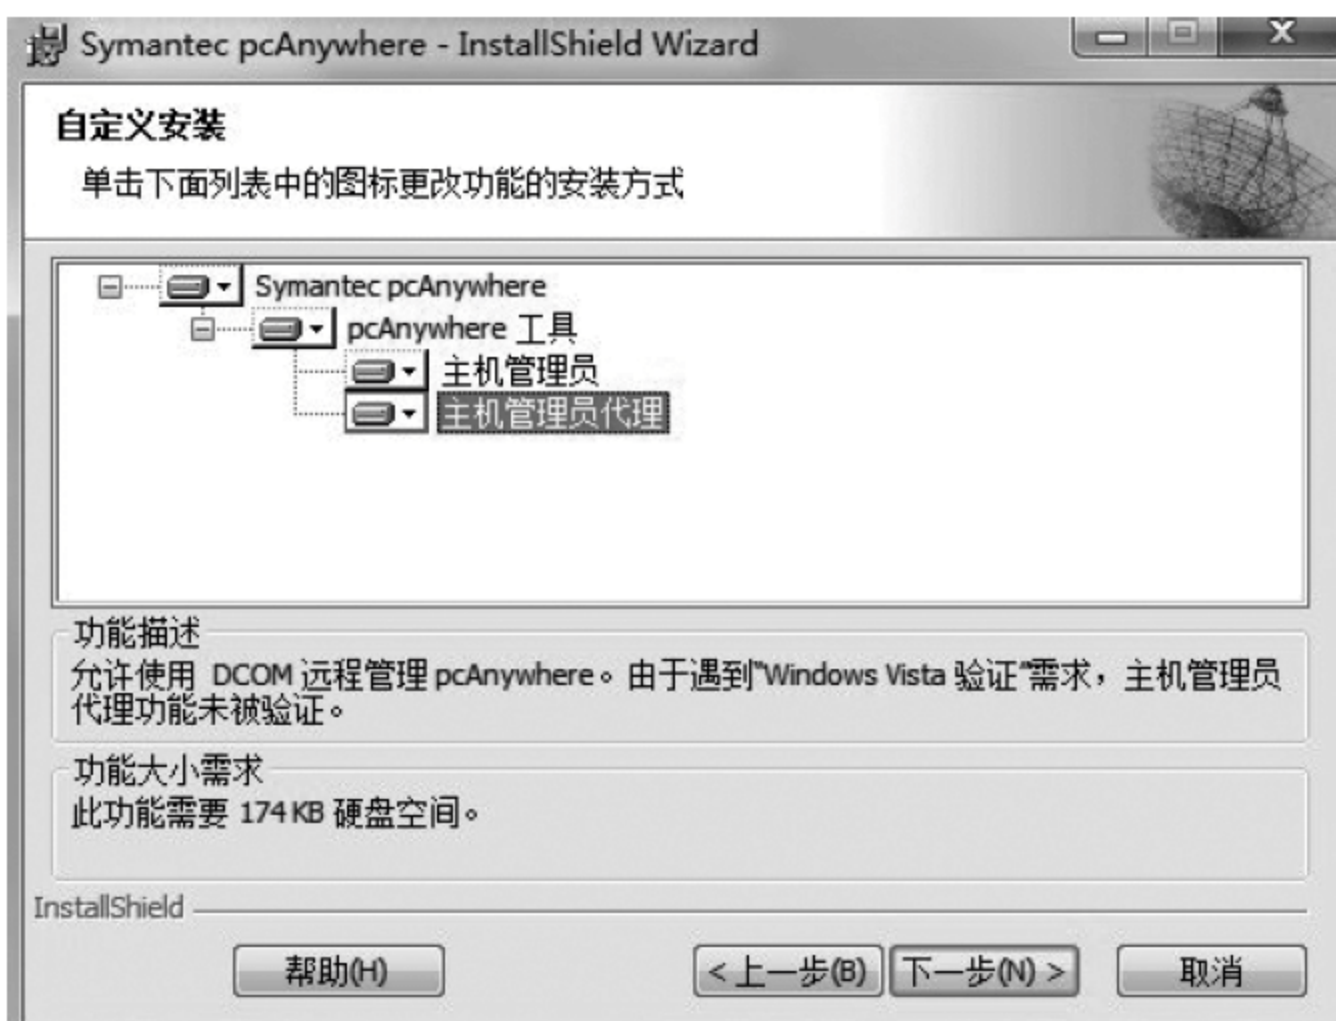 Symantec pcAnywhere - InstallShield Wizard
自定义安装
单击下面列表中的图标更改功能的安装方式
Symantec pcAnywhere
pcAnywhere 工具
主机管理员
主机管理员代理
功能描述
允许使用 DCOM 远程管理 pcAnywhere。由于遇到"Windows Vista 验证"需求，主机管理员
代理功能未被验证。
功能大小需求
此功能需要 174 KB 硬盘空间。
InstallShield
帮助(H)
< 上一步(B) 下一步(N) > 取消